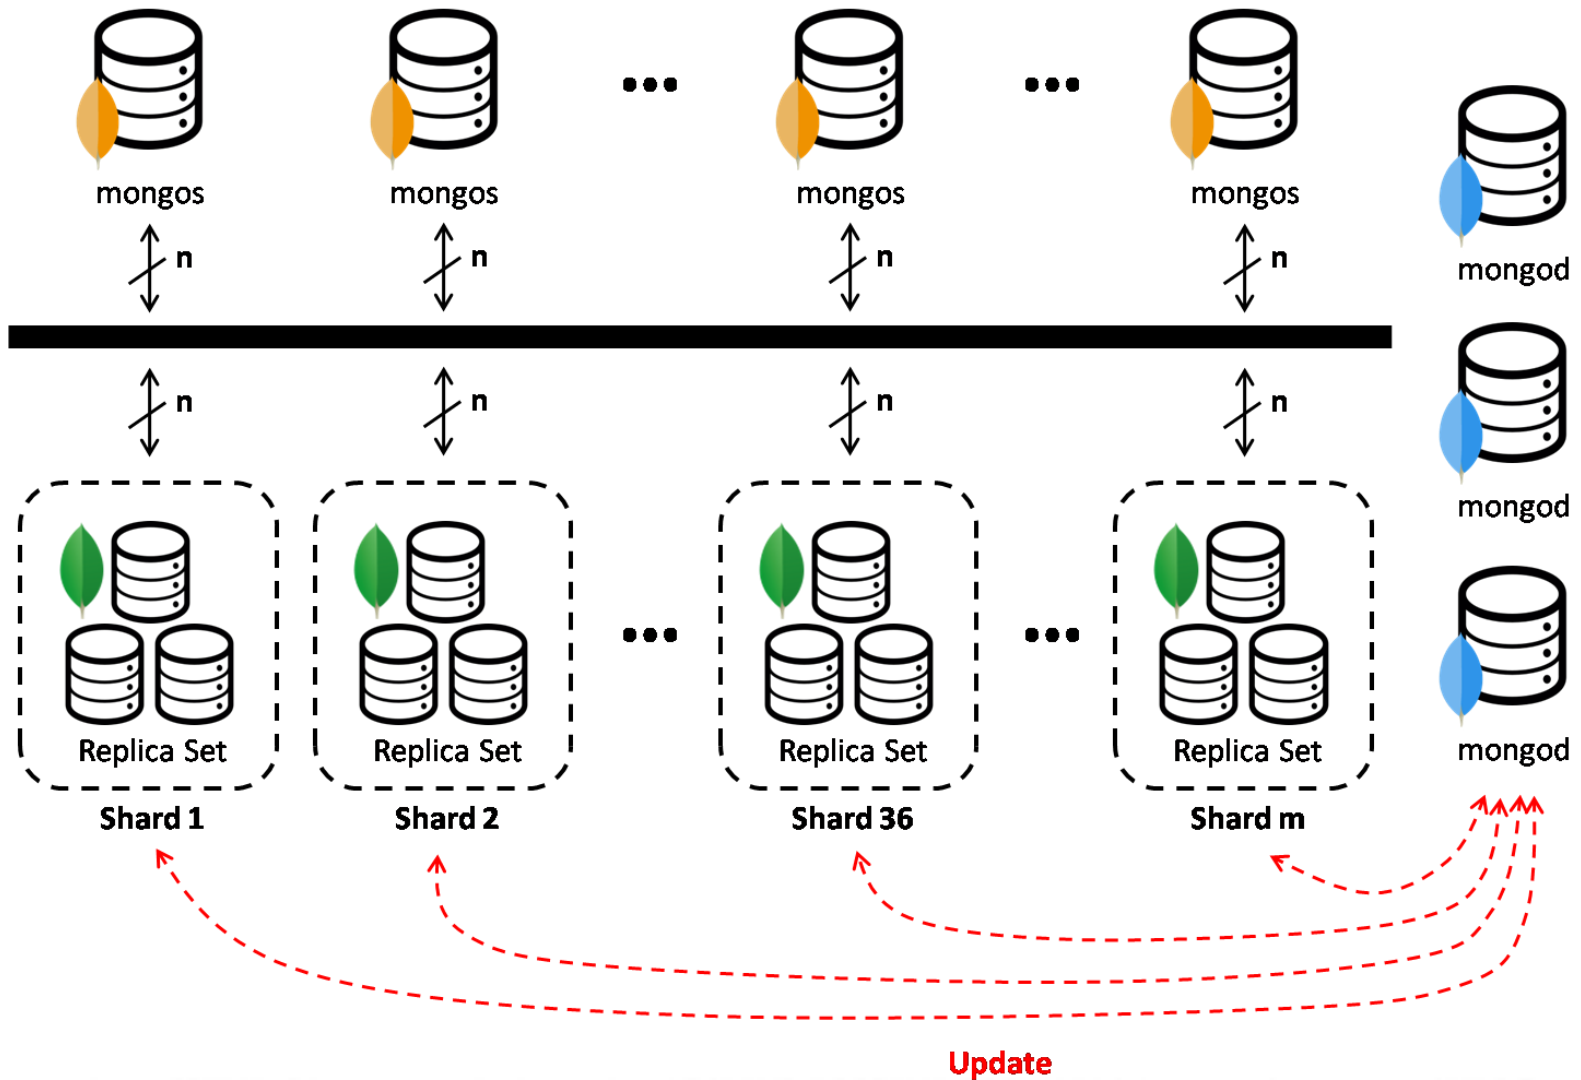 mongos
mongos
•••
mongos
•••
mongos
mongod
n
n
n
n
n
n
n
n
mongod
•••
•••
Replica Set
Replica Set
Replica Set
Replica Set
mongod
Shard 1
Shard 2
Shard 36
Shard m
Update